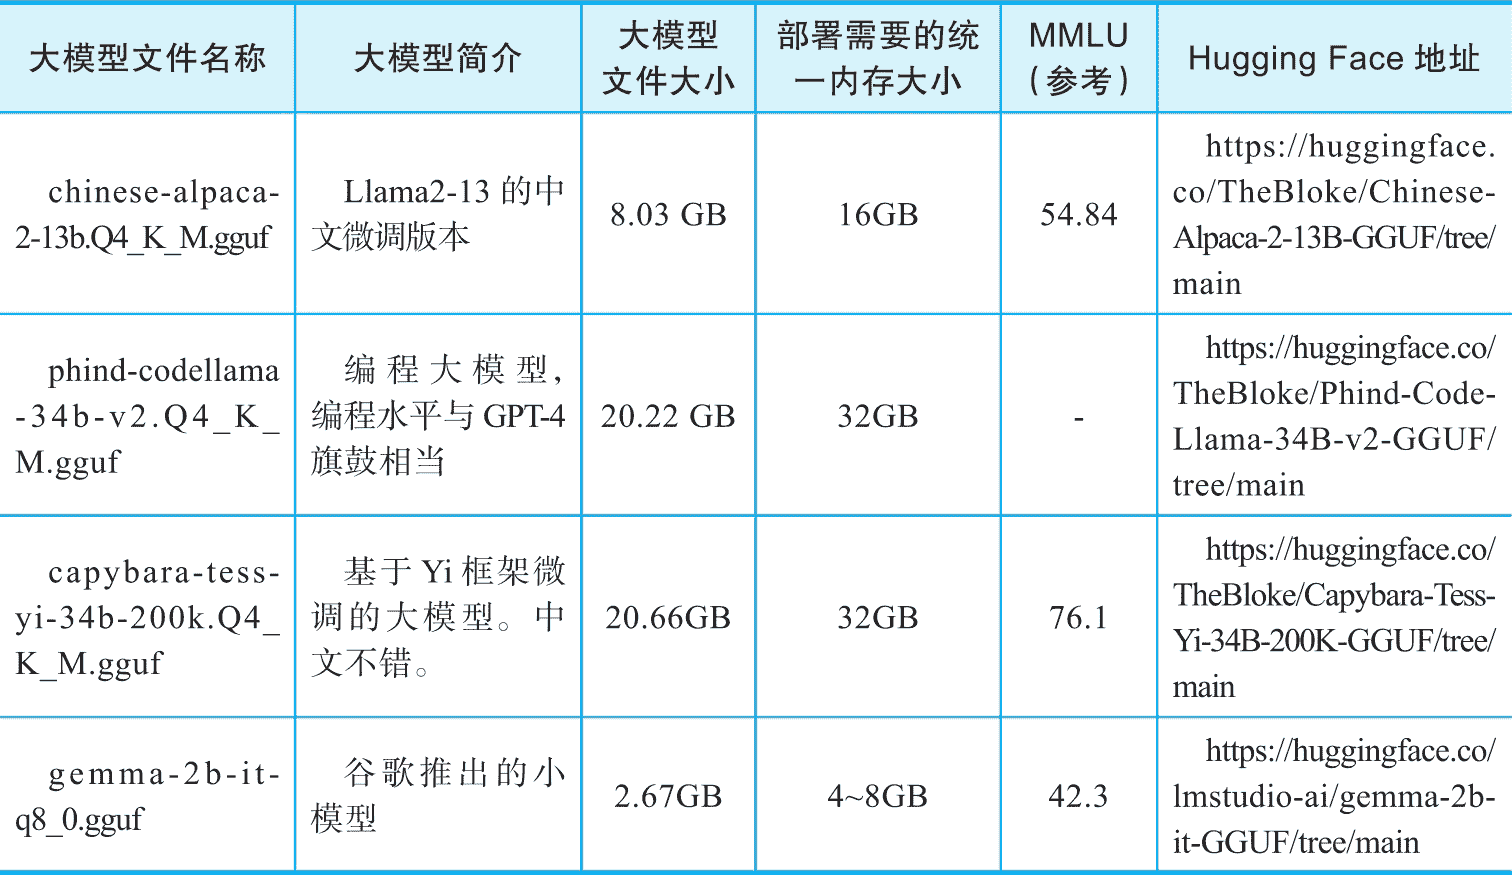 大模型文件名称
大模型简介
大模型
文件大小
部署需要的统
一内存大小
MMLU
（参考）
Hugging Face 地址
chinese-alpaca-
2-13b.Q4_K_M.gguf
Llama2-13 的中
文微调版本
8.03 GB
16GB
54.84
https://huggingface.
co/TheBloke/Chinese-
Alpaca-2-13B-GGUF/tree/
main
phind-codellama
-34b-v2.Q4_K_
M.gguf
编程大模型，
编程水平与 GPT-4
旗鼓相当
20.22 GB
32GB
-
https://huggingface.co/
TheBloke/Phind-Code-
Llama-34B-v2-GGUF/
tree/main
capybara-tess-
yi-34b-200k.Q4_
K_M.gguf
基于 Yi 框架微
调的大模型。中
文不错。
20.66GB
32GB
76.1
https://huggingface.co/
TheBloke/Capybara-Tess-
Yi-34B-200K-GGUF/tree/
main
gemma-2b-it-
q8_0.gguf
谷歌推出的小
模型
2.67GB
4~8GB
42.3
https://huggingface.co/
lmstudio-ai/gemma-2b-
it-GGUF/tree/main